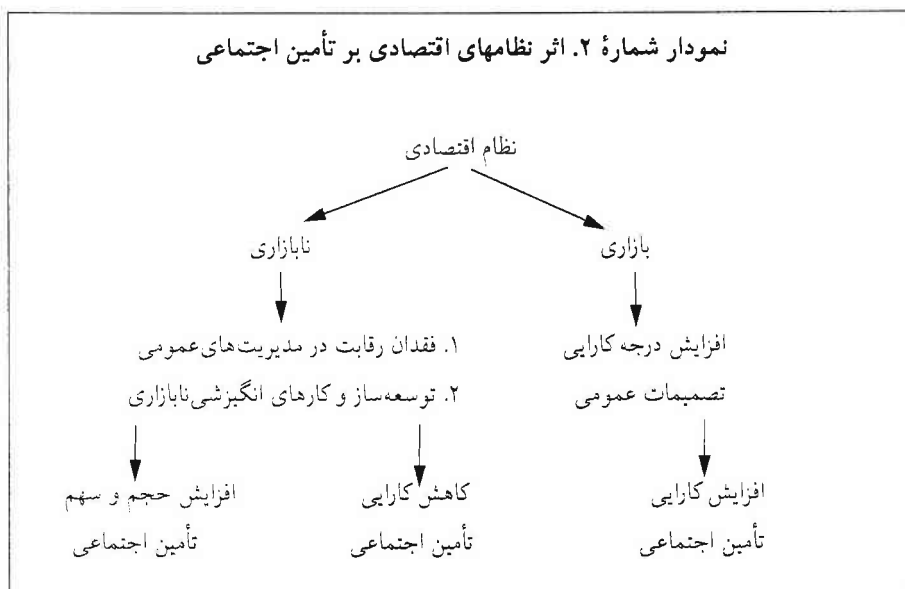 نمودار شمارهٔ ۲. اثر نظامهای اقتصادی بر تأمین اجتماعی
نظام اقتصادی
بازاری
نابازاری
افزایش درجه کارایی
تصمیمات عمومی
۱. فقدان رقابت در مدیریت‌های عمومی
۲. توسعه‌ساز و کارهای انگیزشی نابازاری
افزایش کارایی
تأمین اجتماعی
کاهش کارایی
تأمین اجتماعی
افزایش حجم و سهم
تأمین اجتماعی